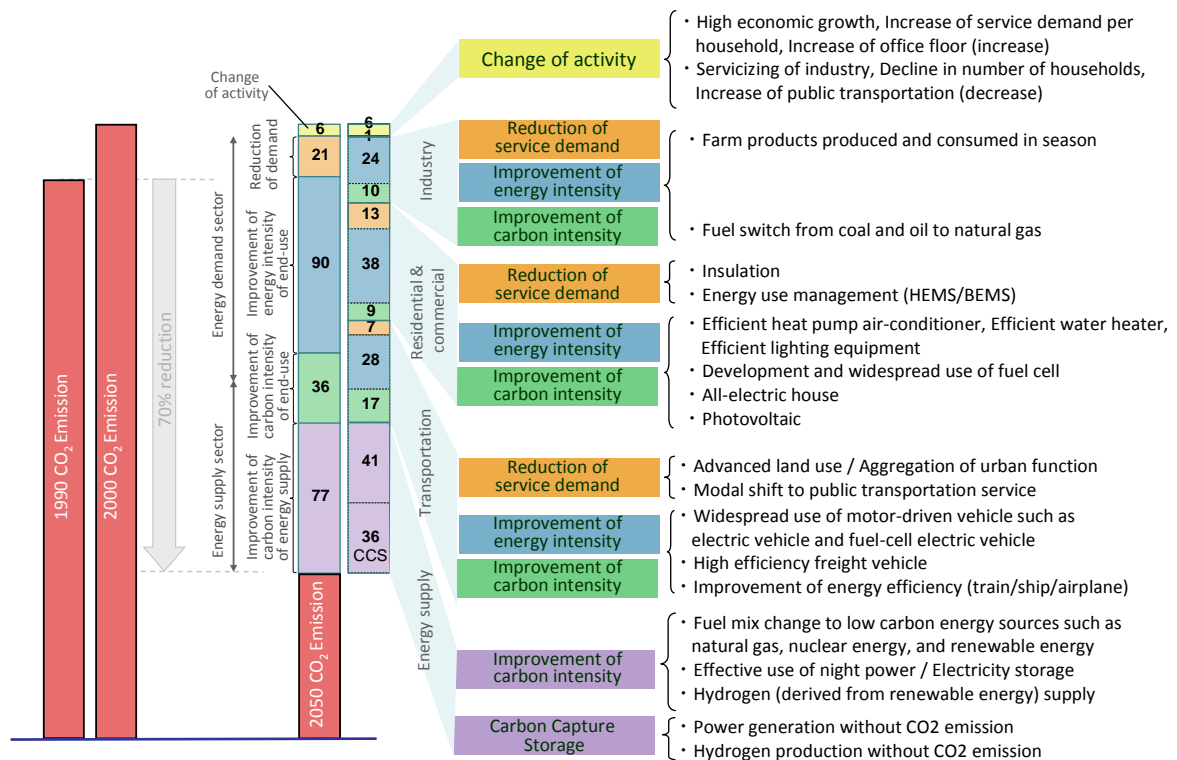 1990 CO2 Emission
2000 CO2 Emission
70% reduction
Energy demand sector
Energy supply sector
Change
of activity
Reduction
of demand
Improvement of
energy intensity
of end-use
Improvement of
carbon intensity
of end-use
Improvement of
carbon intensity
of energy supply
6
21
90
36
77
2050 CO2 Emission
6
1
24
10
13
38
9
7
28
17
41
36
CCS
Industry
Residential &
commercial
Transportation
Energy supply
Change of activity
・High economic growth, Increase of service demand per
household, Increase of office floor (increase)
・Servicizing of industry, Decline in number of households,
Increase of public transportation (decrease)
Reduction of
service demand
Improvement of
energy intensity
Improvement of
carbon intensity
・Farm products produced and consumed in season
・Fuel switch from coal and oil to natural gas
Reduction of
service demand
・Insulation
・Energy use management (HEMS/BEMS)
Improvement of
energy intensity
Improvement of
carbon intensity
・Efficient heat pump air-conditioner, Efficient water heater,
Efficient lighting equipment
・Development and widespread use of fuel cell
・All-electric house
・Photovoltaic
Reduction of
service demand
・Advanced land use / Aggregation of urban function
・Modal shift to public transportation service
Improvement of
energy intensity
Improvement of
carbon intensity
・Widespread use of motor-driven vehicle such as
electric vehicle and fuel-cell electric vehicle
・High efficiency freight vehicle
・Improvement of energy efficiency (train/ship/airplane)
Improvement of
carbon intensity
・Fuel mix change to low carbon energy sources such as
natural gas, nuclear energy, and renewable energy
・Effective use of night power / Electricity storage
・Hydrogen (derived from renewable energy) supply
Carbon Capture
Storage
・Power generation without CO2 emission
・Hydrogen production without CO2 emission